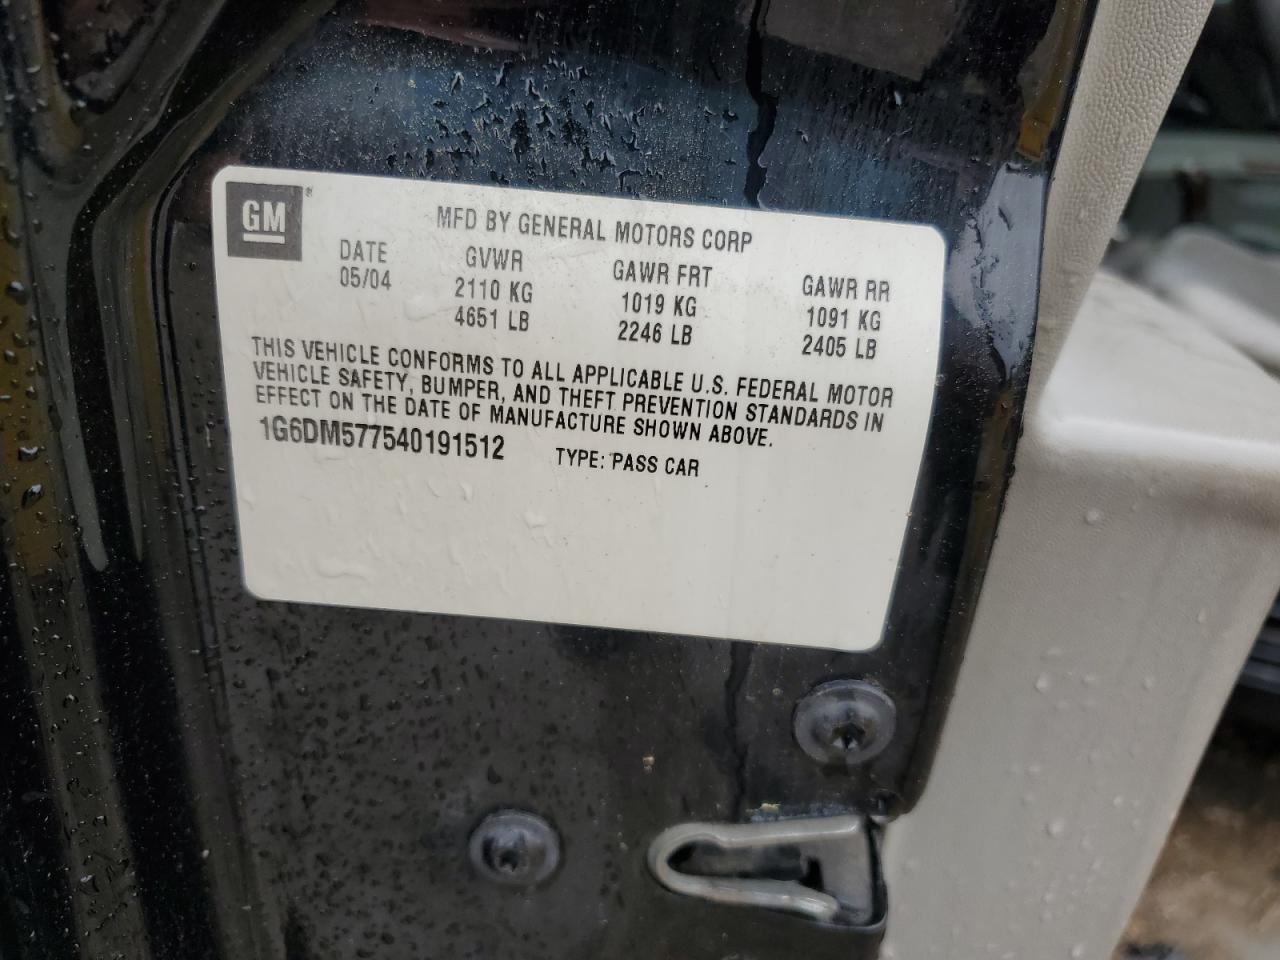 GM®
MFD BY GENERAL MOTORS CORP
DATE GVWR GAWR FRT GAWR RR
05/04 2110 KG 1019 KG 1091 KG
4651 LB 2246 LB 2405 LB
THIS VEHICLE CONFORMS TO ALL APPLICABLE U.S. FEDERAL MOTOR
VEHICLE SAFETY, BUMPER, AND THEFT PREVENTION STANDARDS IN
EFFECT ON THE DATE OF MANUFACTURE SHOWN ABOVE.
1G6DM577540191512 TYPE: PASS CAR